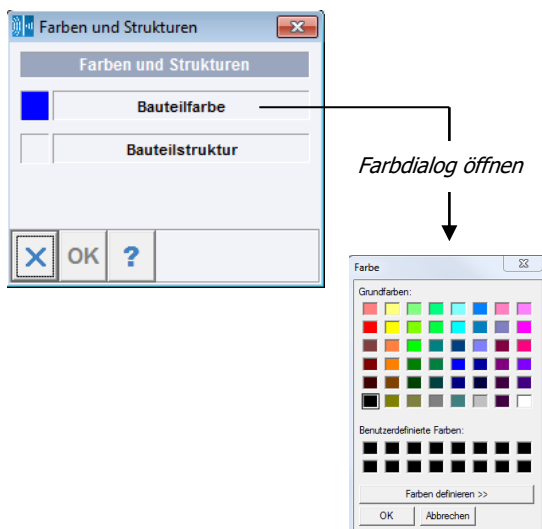 Farben und Strukturen
Farben und Strukturen
Bauteilfarbe
Bauteilstruktur
OK ?
Farbdialog öffnen
Farbe
Grundfarben:
Benutzerdefinierte Farben:
Farben definieren >>
OK Abbrechen